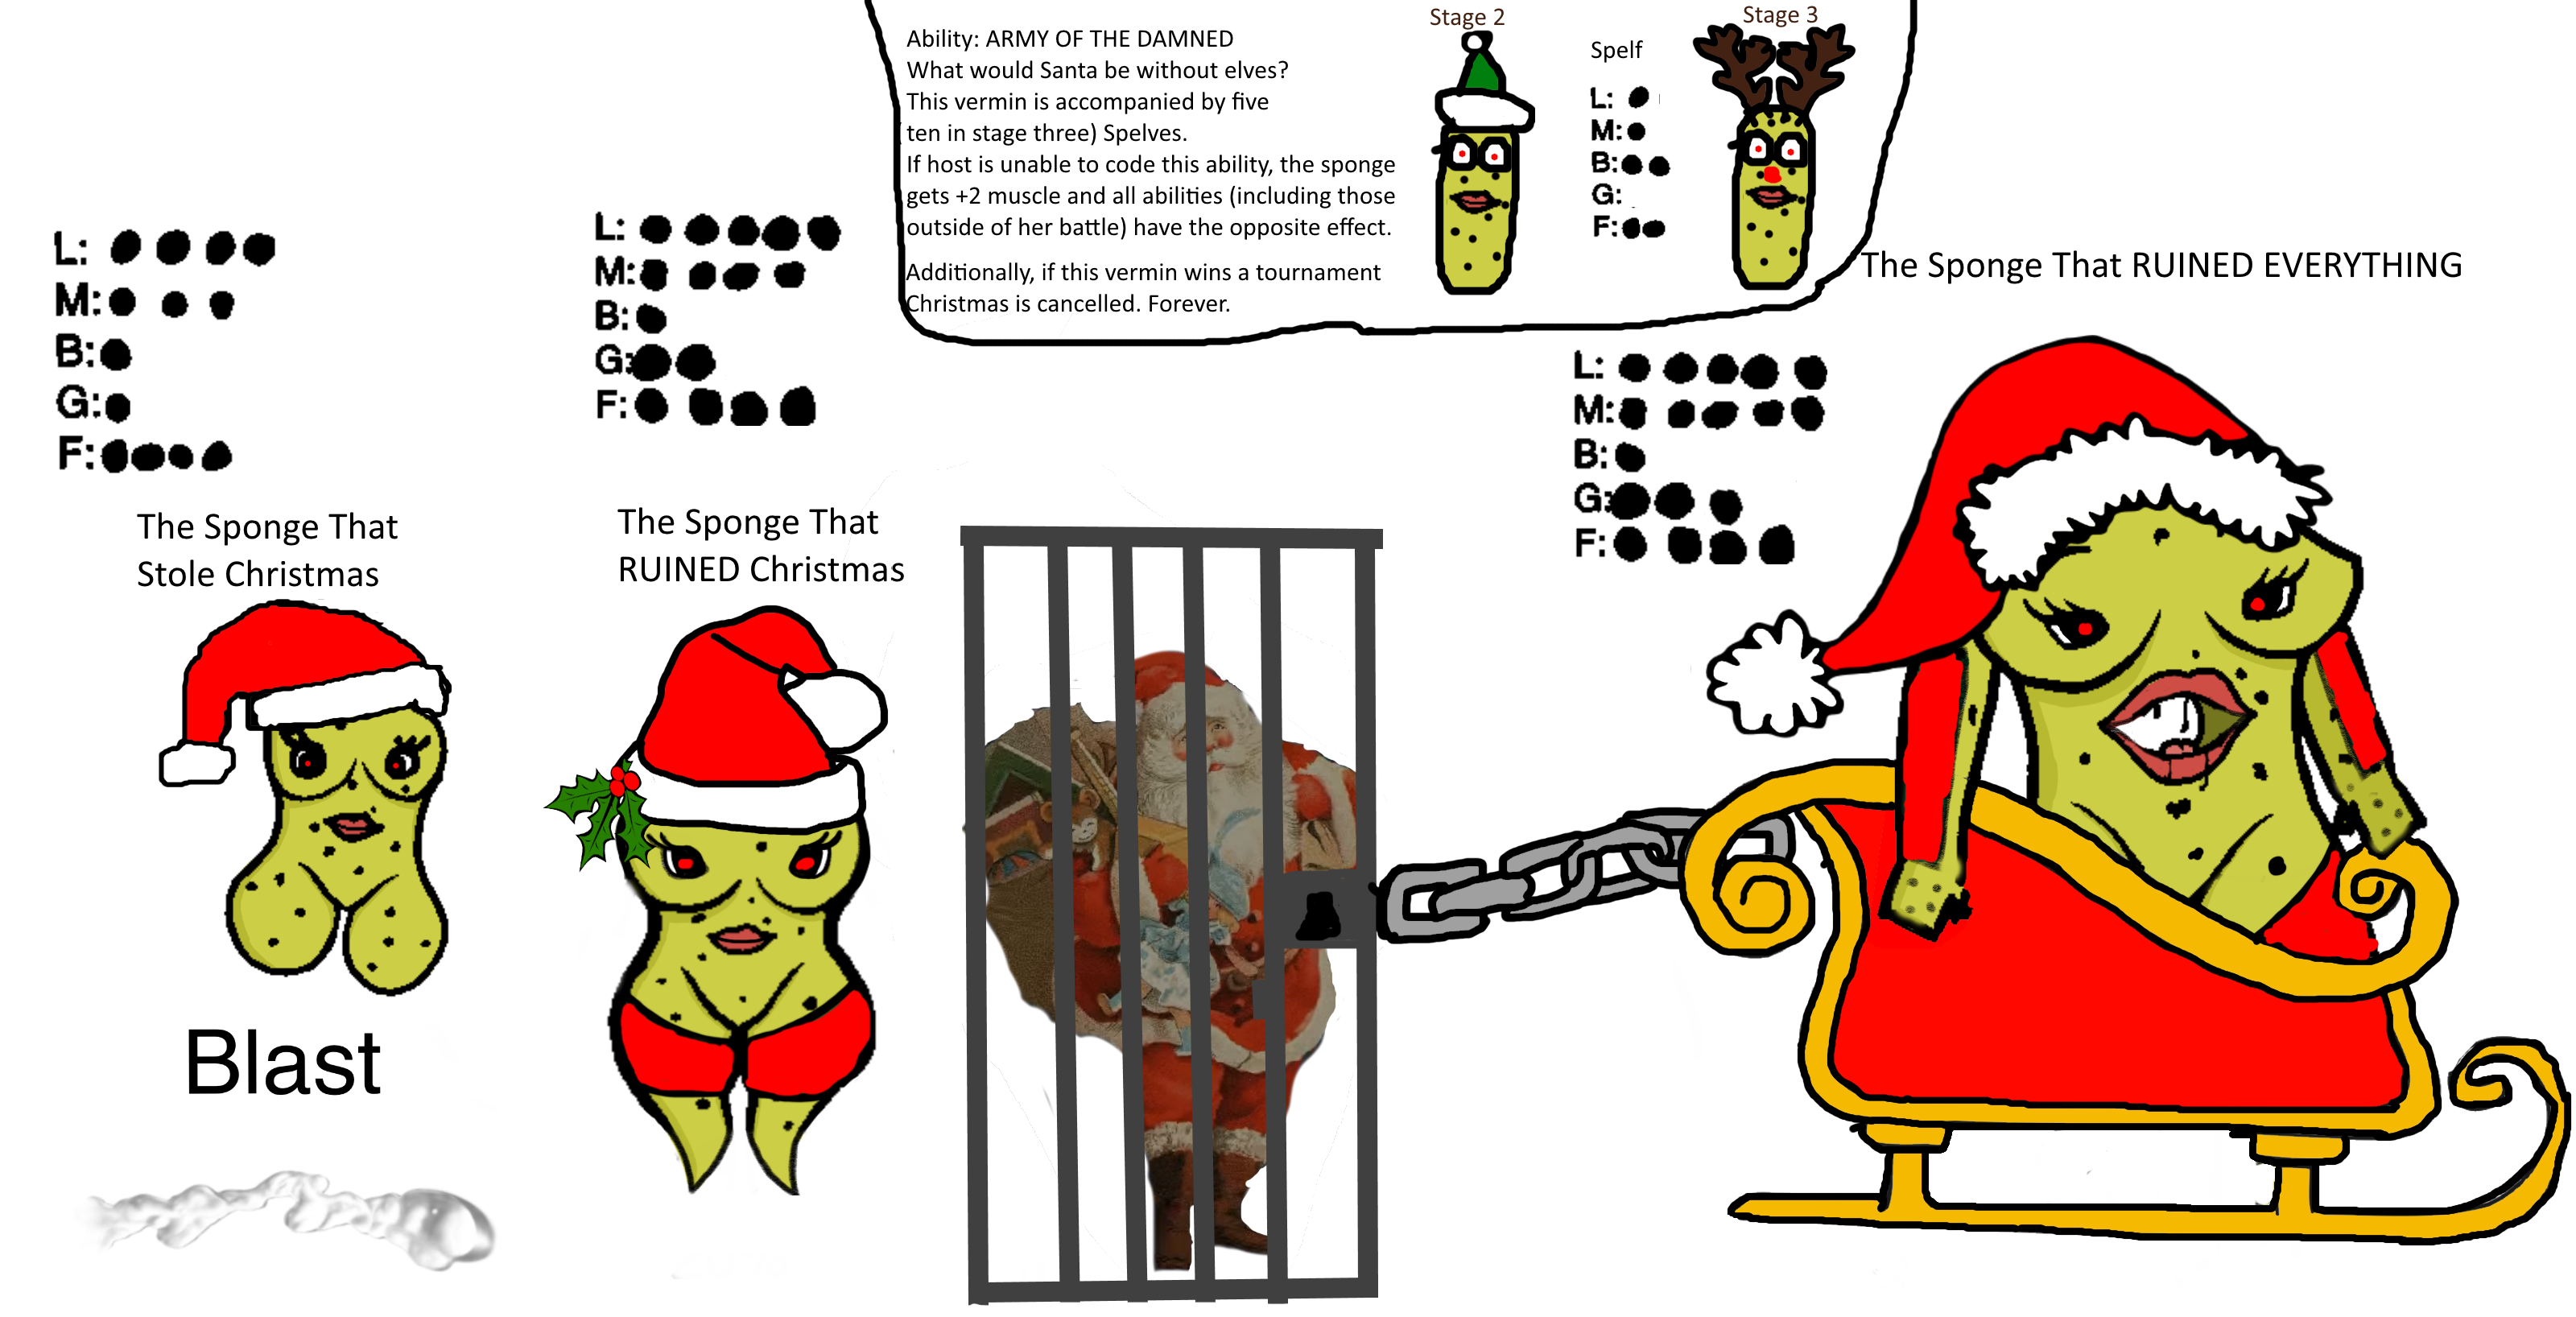 Ability: ARMY OF THE DAMNED
What would Santa be without elves?
This vermin is accompanied by five
ten in stage three) Spelves.
If host is unable to code this ability, the sponge
gets +2 muscle and all abilities (including those
outside of her battle) have the opposite effect.
Additionally, if this vermin wins a tournament
Christmas is cancelled. Forever.
Stage 2
Spelf
L:
M:
B:
G:
F:
Stage 3
L:
M:
B:
G:
F:
The Sponge That
Stole Christmas
Blast
L:
M:
B:
G:
F:
The Sponge That
RUINED Christmas
The Sponge That RUINED EVERYTHING
L:
M:
B:
G:
F: